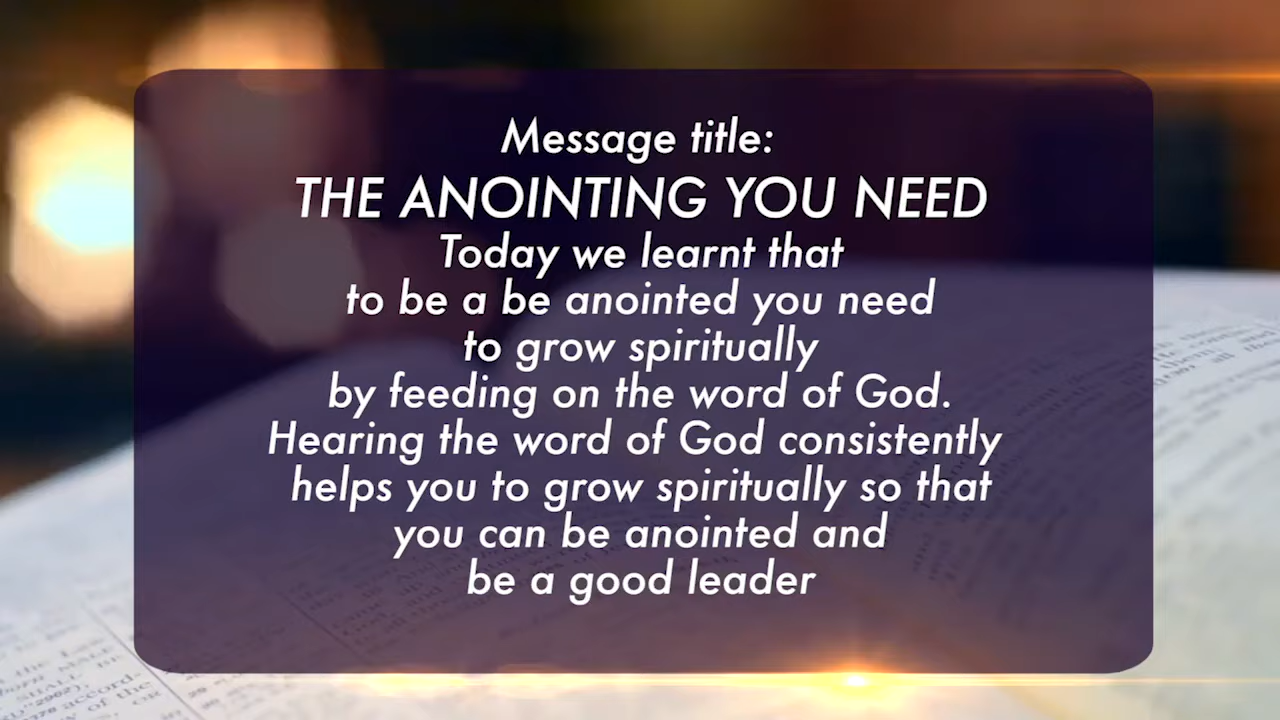 Message title:
THE ANOINTING YOU NEED
Today we learnt that
to be a be anointed you need
to grow spiritually
by feeding on the word of God.
Hearing the word of God consistently
helps you to grow spiritually so that
you can be anointed and
be a good leader